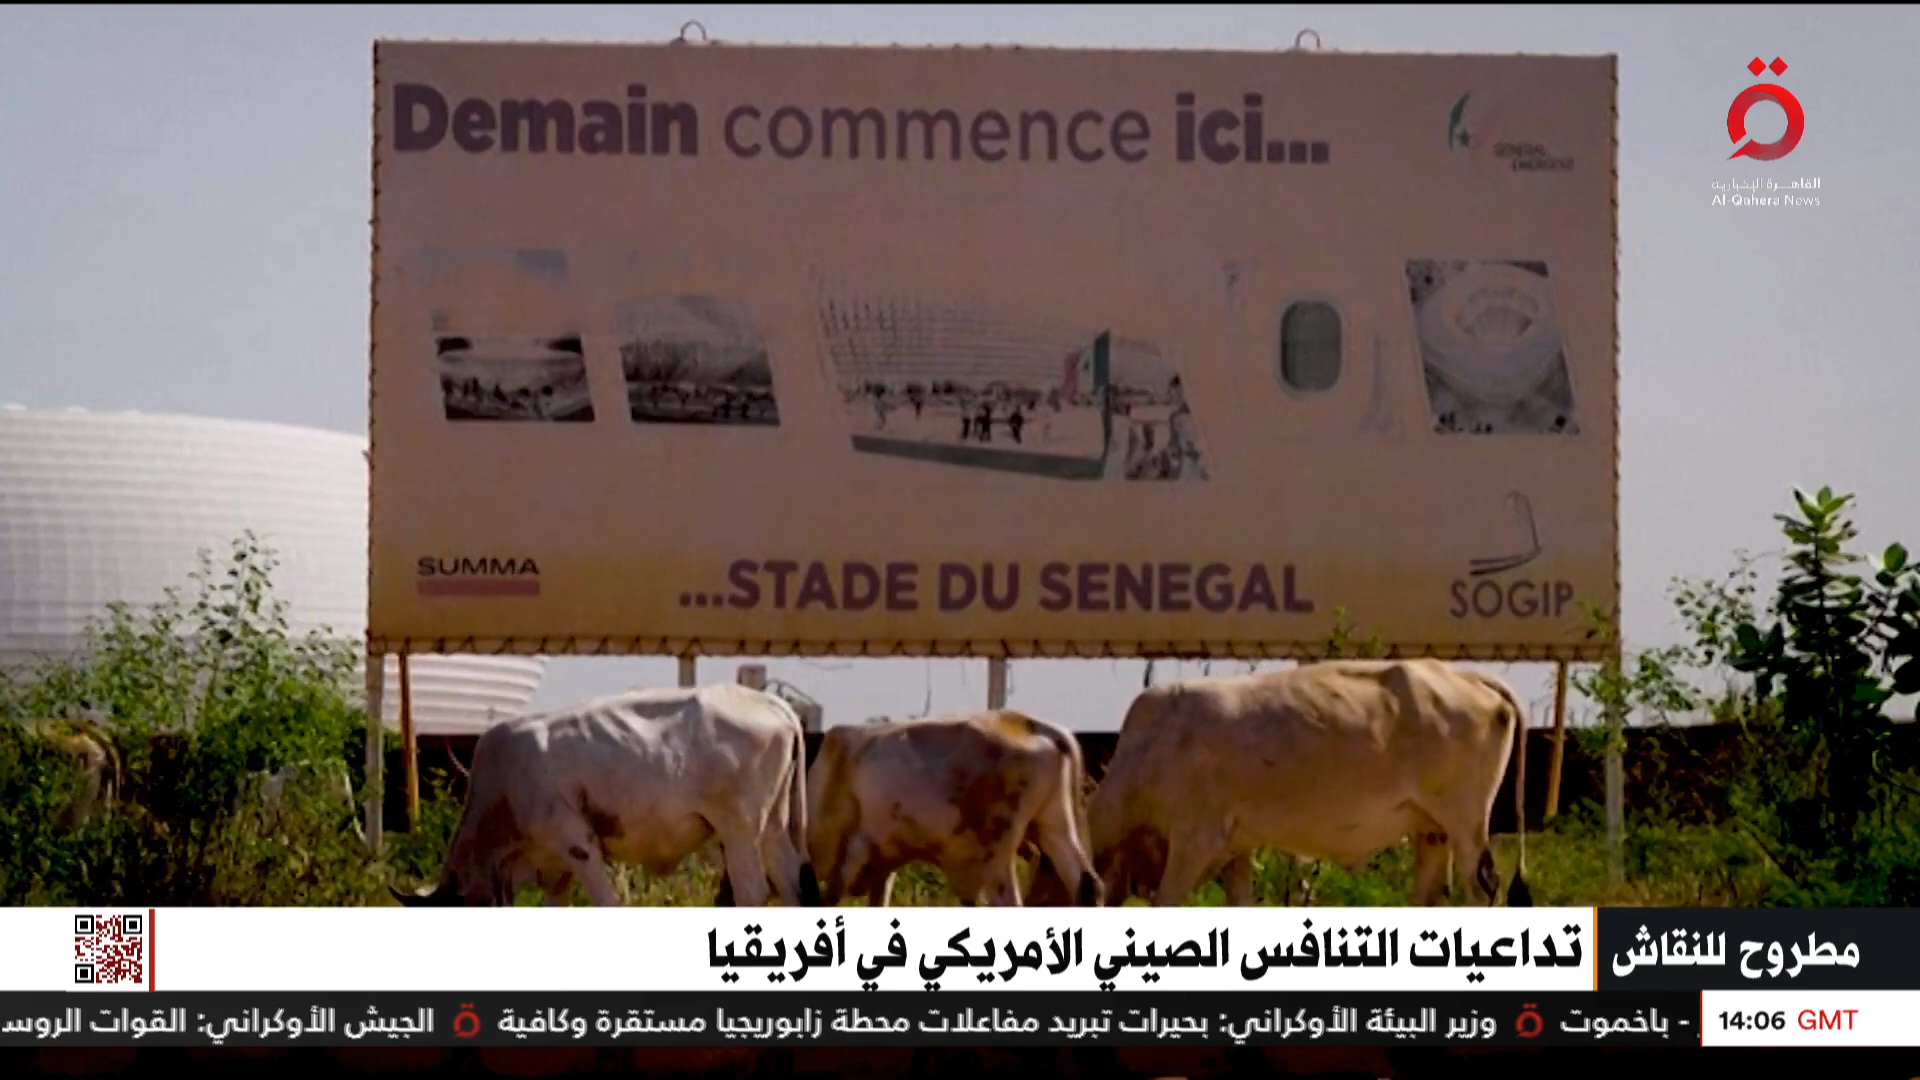 Demain commence ici...
SENEGAL
EMERGENT
القاهرة الإخبارية
Al-Qahera News
SUMMA
...STADE DU SENEGAL
SOGIP
مطروح للنقاش
تداعيات التنافس الصيني الأمريكي في أفريقيا
14:06 GMT
- باخموت
وزير البيئة الأوكراني: بحيرات تبريد مفاعلات محطة زابوريجيا مستقرة وكافية
الجيش الأوكراني: القوات